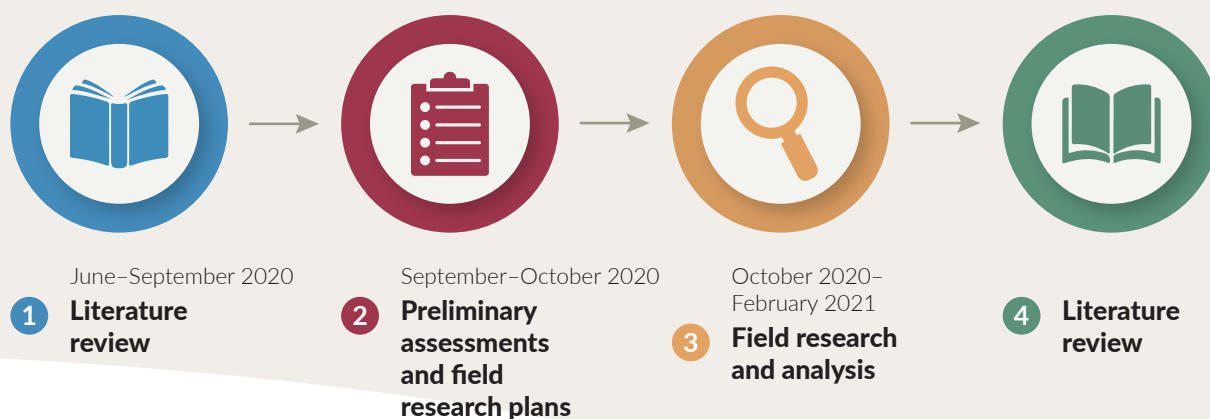 June–September 2020
1
Literature
review
September–October 2020
2
Preliminary
assessments
and field
research plans
October 2020–
February 2021
3
Field research
and analysis
4
Literature
review